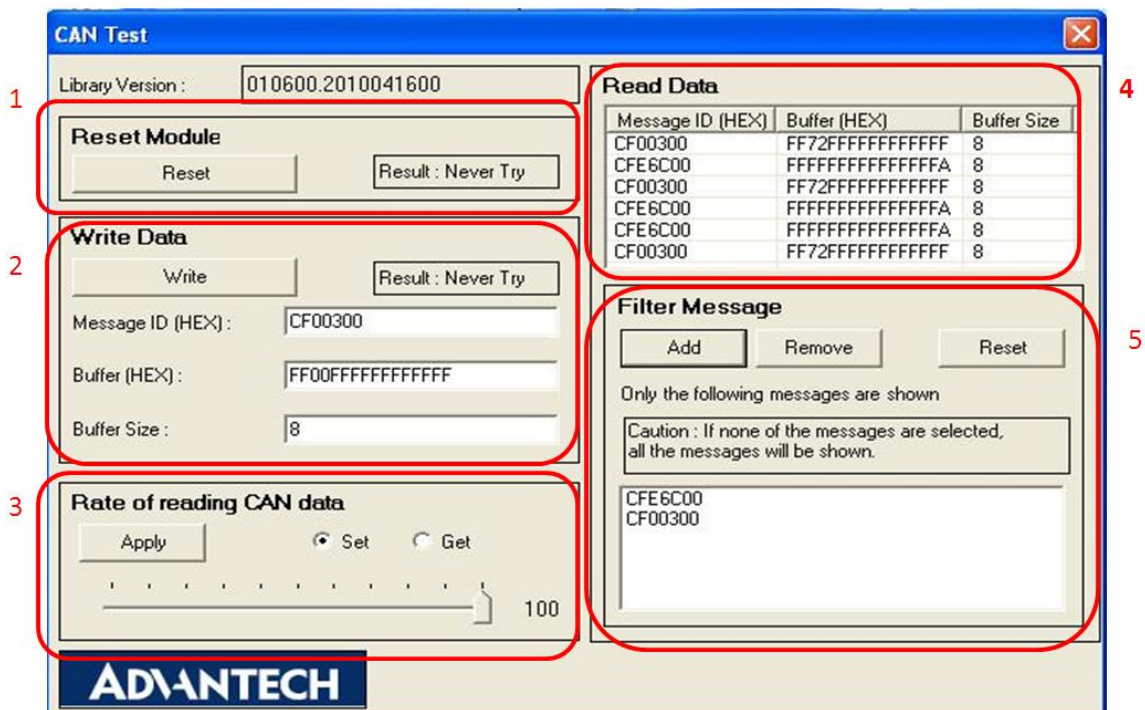 CAN Test
Library Version : 010600.2010041600
1
Reset Module
Reset Result : Never Try
2
Write Data
Write Result : Never Try
Message ID (HEX) : CF00300
Buffer (HEX) : FF00FFFFFFFFFFFF
Buffer Size : 8
3
Rate of reading CAN data
Apply Set Get
100
ADVANTECH
4
Read Data
Message ID (HEX) Buffer (HEX) Buffer Size
CF00300 FF72FFFFFFFFFFFF 8
CFE6C00 FFFFFFFFFFFFFFFA 8
CF00300 FF72FFFFFFFFFFFF 8
CFE6C00 FFFFFFFFFFFFFFFA 8
CFE6C00 FFFFFFFFFFFFFFFA 8
CF00300 FF72FFFFFFFFFFFF 8
5
Filter Message
Add Remove Reset
Only the following messages are shown
Caution : If none of the messages are selected,
all the messages will be shown.
CFE6C00
CF00300